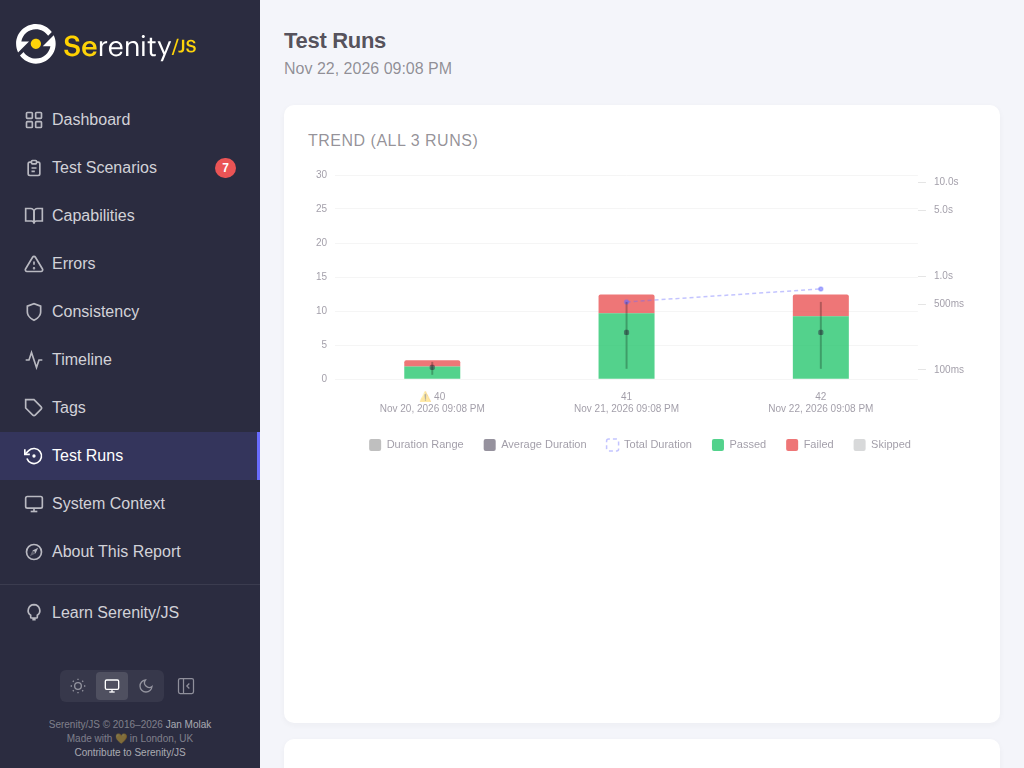 Serenity/JS
Dashboard
Test Scenarios 7
Capabilities
Errors
Consistency
Timeline
Tags
Test Runs
System Context
About This Report
Learn Serenity/JS
Serenity/JS © 2016–2026 Jan Molak
Made with 💛 in London, UK
Contribute to Serenity/JS
Test Runs
Nov 22, 2026 09:08 PM
TREND (ALL 3 RUNS)
30
25
20
15
10
5
0
10.0s
5.0s
1.0s
500ms
100ms
⚠️ 40
Nov 20, 2026 09:08 PM
41
Nov 21, 2026 09:08 PM
42
Nov 22, 2026 09:08 PM
Duration Range Average Duration Total Duration Passed Failed Skipped